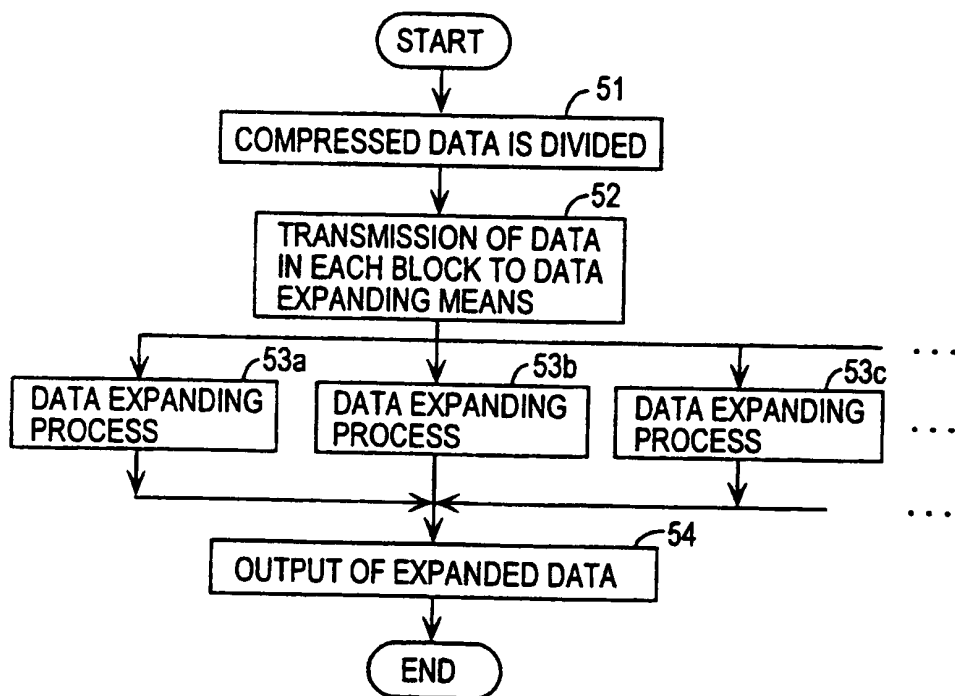 START
51
COMPRESSED DATA IS DIVIDED
52
TRANSMISSION OF DATA
IN EACH BLOCK TO DATA
EXPANDING MEANS
...
53a
53b
53c
DATA EXPANDING
PROCESS
DATA EXPANDING
PROCESS
DATA EXPANDING
PROCESS
...
...
54
OUTPUT OF EXPANDED DATA
END